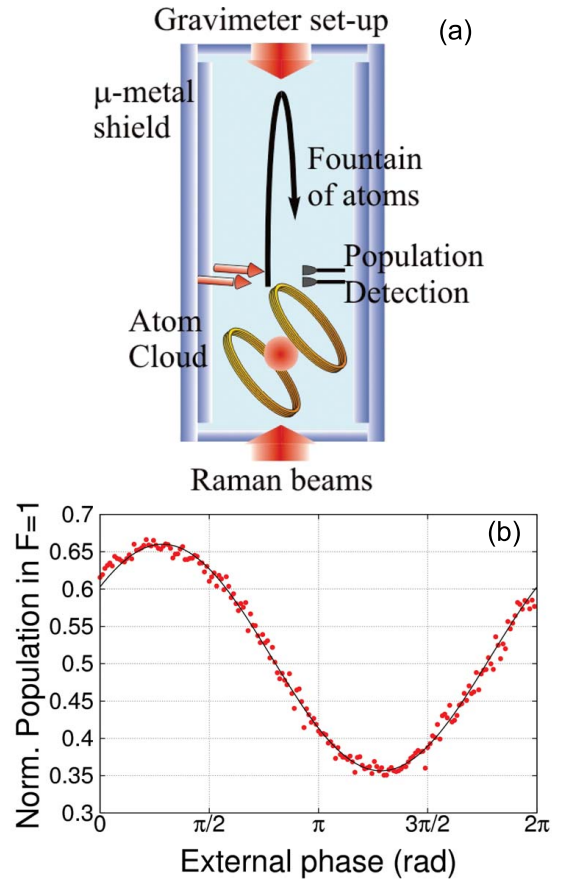 Gravimeter set-up
(a)
μ-metal
shield
Fountain
of atoms
Population
Detection
Atom
Cloud
Raman beams
(b)
Norm. Population in F=1
0.7
0.65
0.6
0.55
0.5
0.45
0.4
0.35
0.3
0
π/2
π
3π/2
2π
External phase (rad)